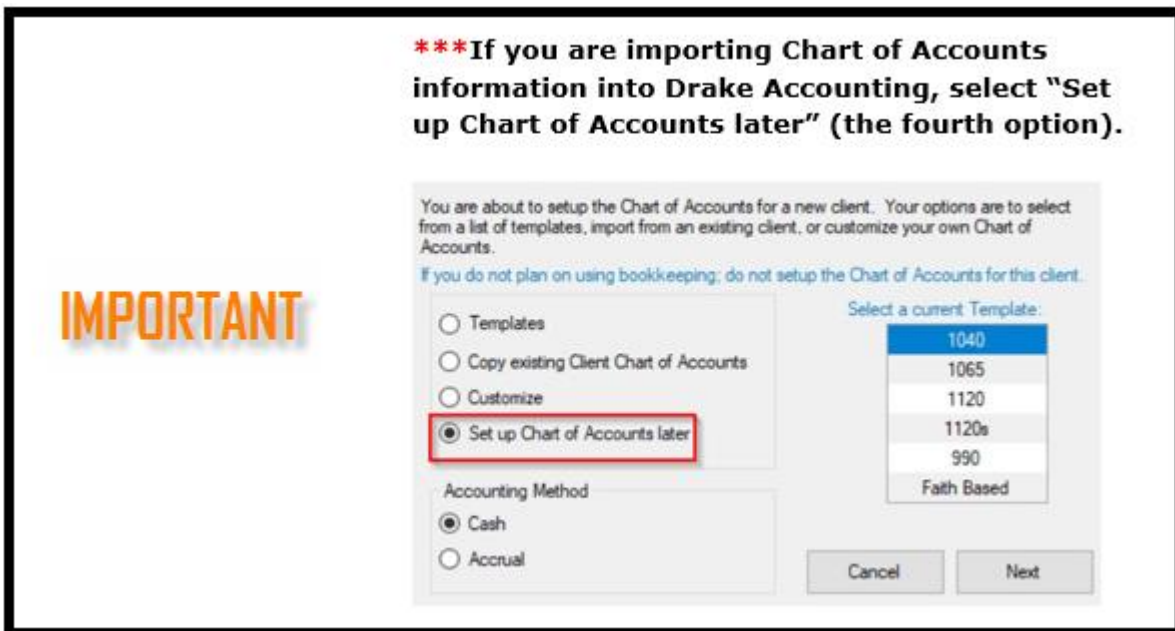 ***If you are importing Chart of Accounts
information into Drake Accounting, select “Set
up Chart of Accounts later” (the fourth option).
IMPORTANT
You are about to setup the Chart of Accounts for a new client. Your options are to select
from a list of templates, import from an existing client, or customize your own Chart of
Accounts.
If you do not plan on using bookkeeping; do not setup the Chart of Accounts for this client.
Templates
Copy existing Client Chart of Accounts
Customize
Set up Chart of Accounts later
Select a current Template:
1040
1065
1120
1120s
990
Faith Based
Accounting Method
Cash
Accrual
Cancel
Next